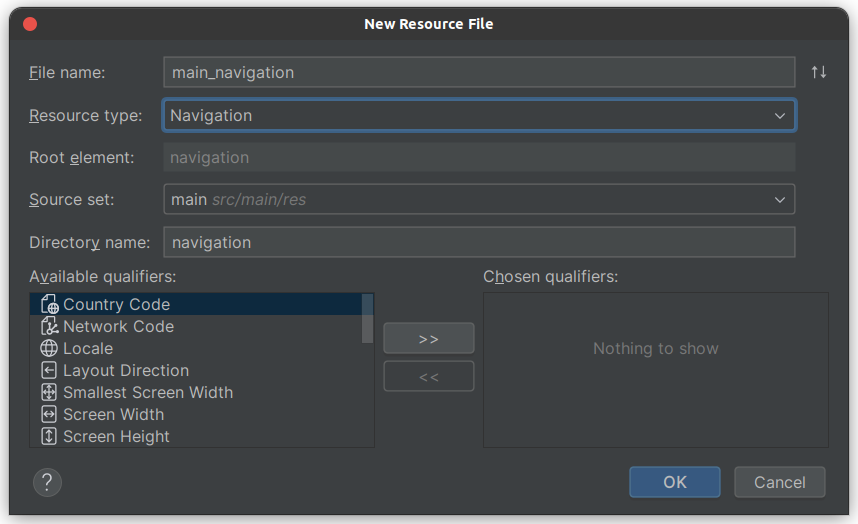 New Resource File
File name: main_navigation
Resource type: Navigation
Root element: navigation
Source set: main src/main/res
Directory name: navigation
Available qualifiers:
Country Code
Network Code
Locale
Layout Direction
Smallest Screen Width
Screen Width
Screen Height
>>
<<
Chosen qualifiers:
Nothing to show
?
OK Cancel